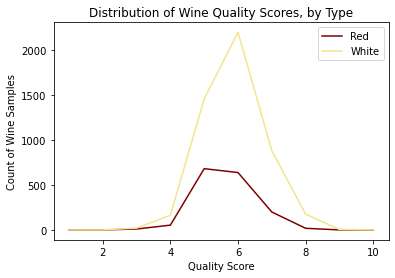 Distribution of Wine Quality Scores, by Type
Red
White
2000
1500
1000
500
0
Count of Wine Samples
2 4 6 8 10
Quality Score